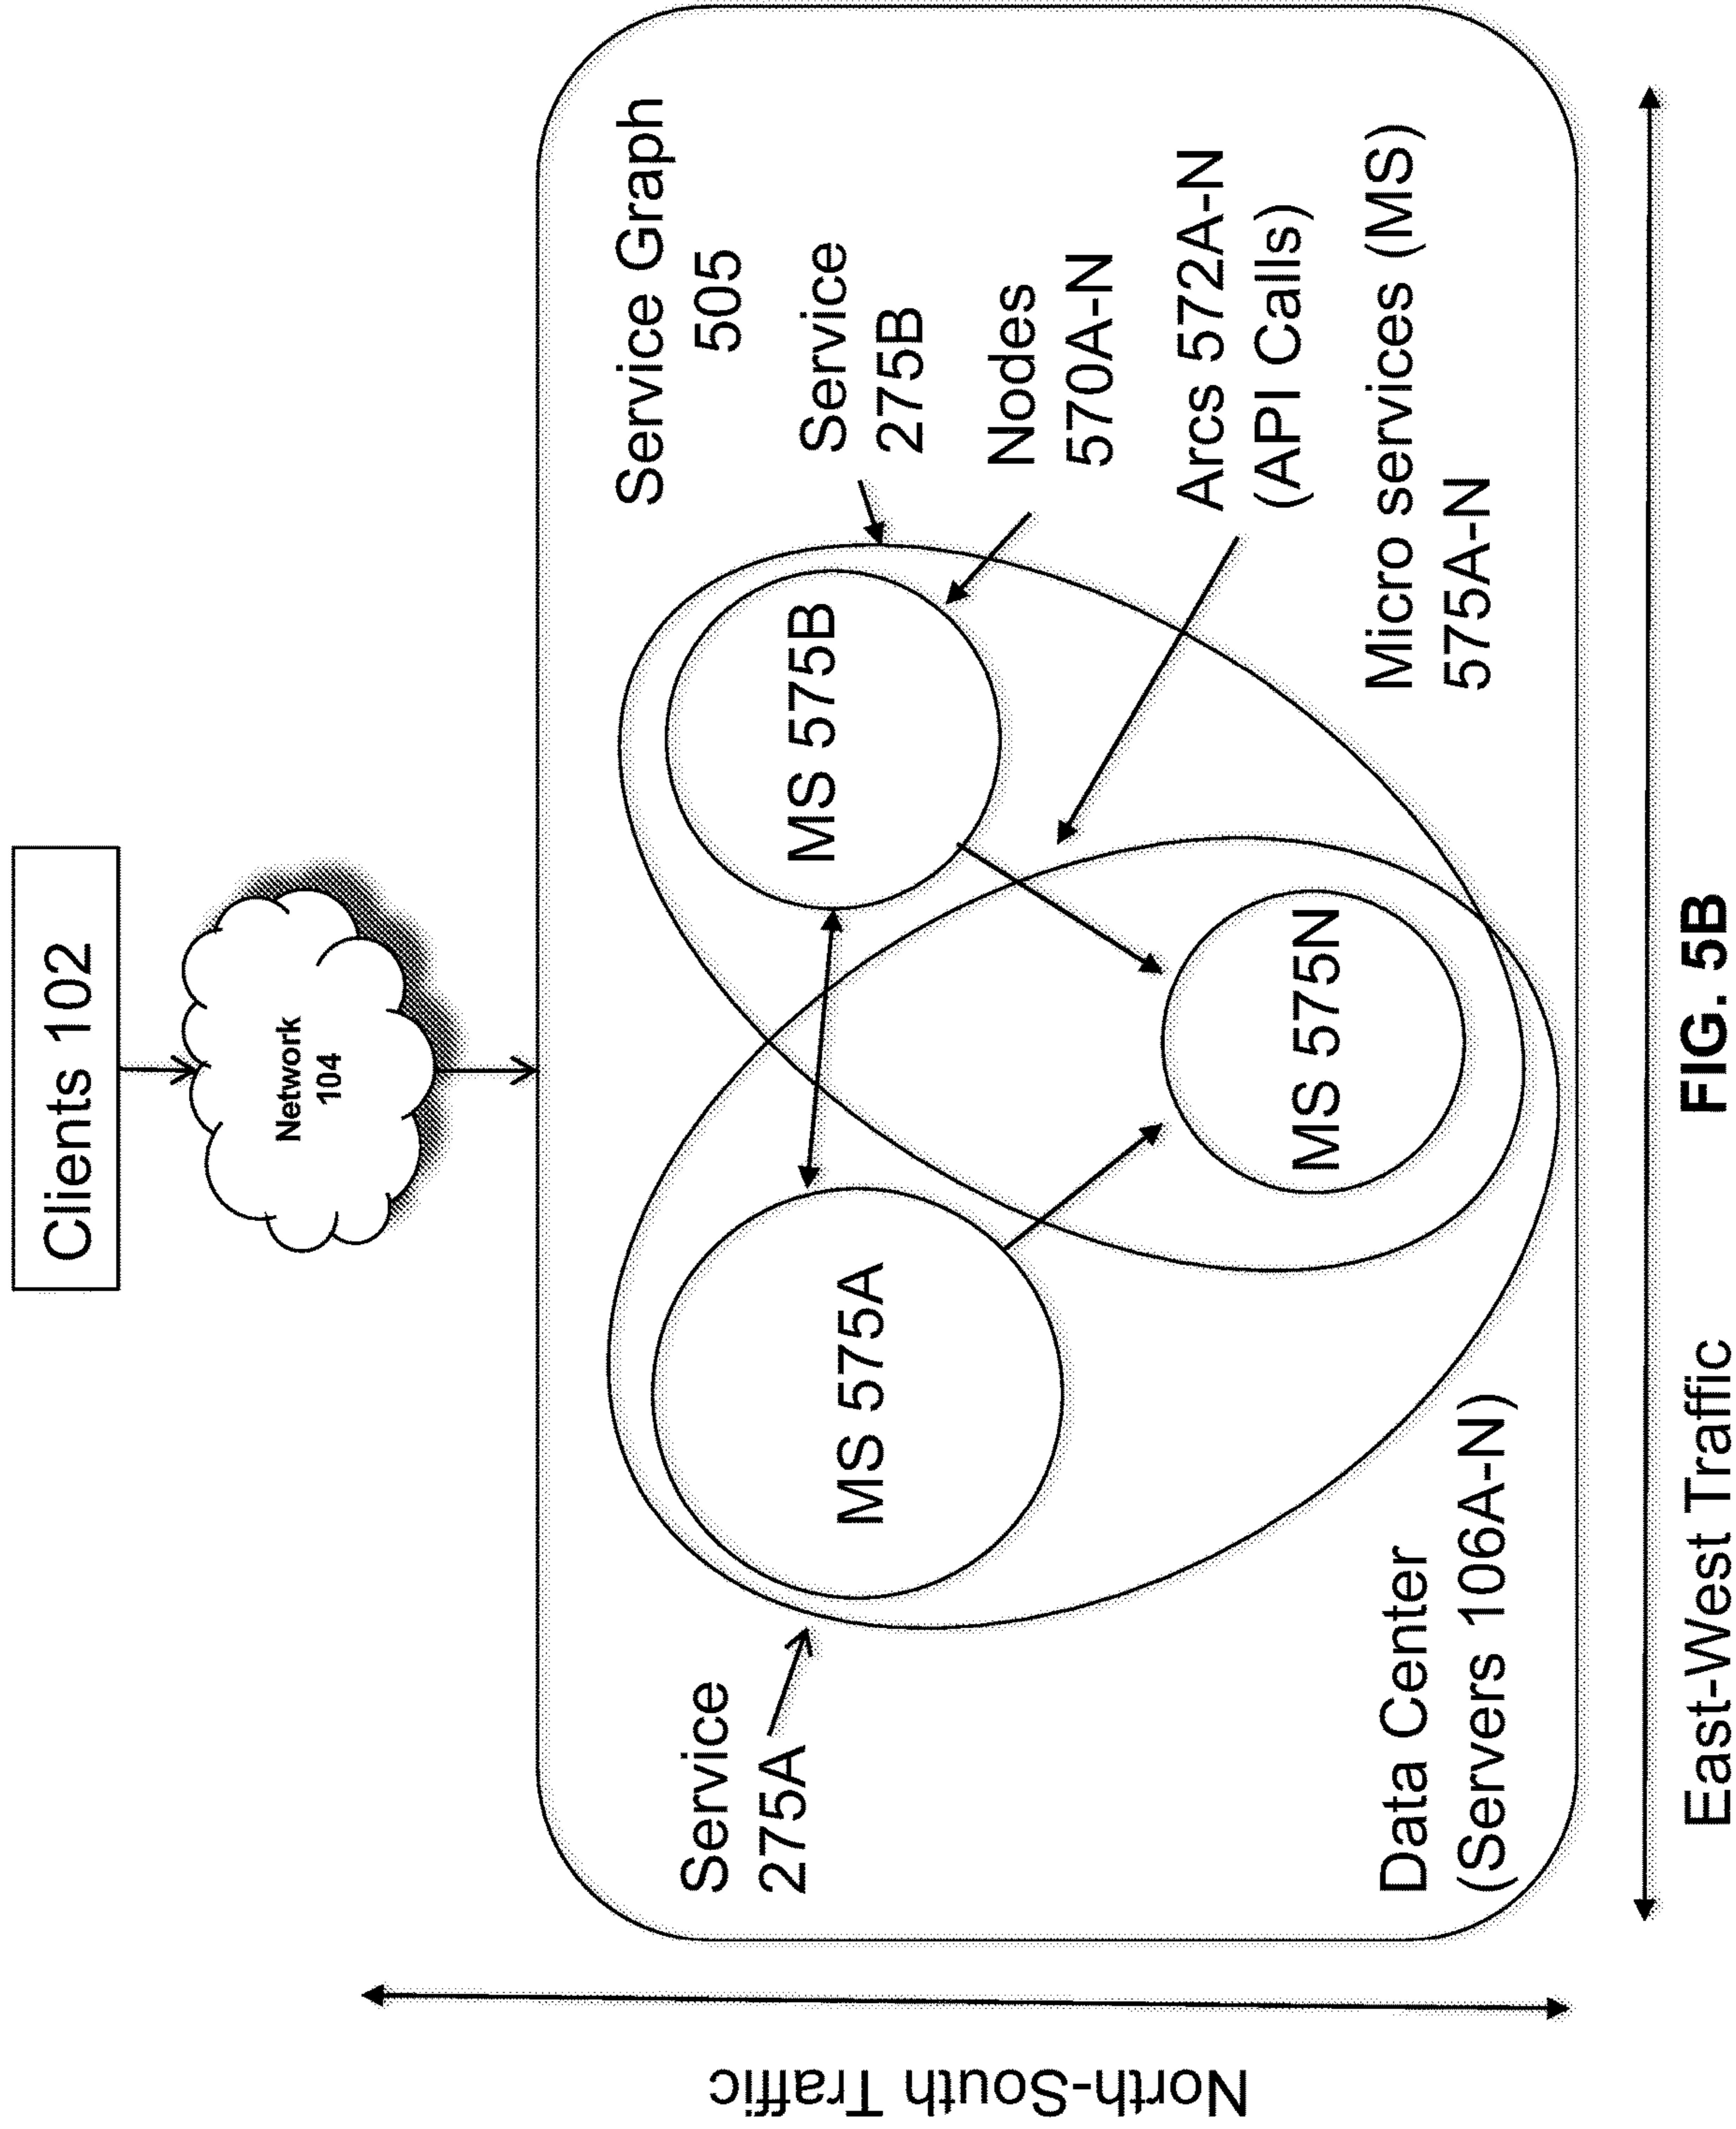 Clients 102
Network
104
Service Graph
505
Service
275B
Nodes
570A-N
Arcs 572A-N
(API Calls)
Micro services (MS)
575A-N
Service
275A
MS 575A
MS 575B
MS 575N
Data Center
(Servers 106A-N)
North-South Traffic
East-West Traffic
FIG. 5B